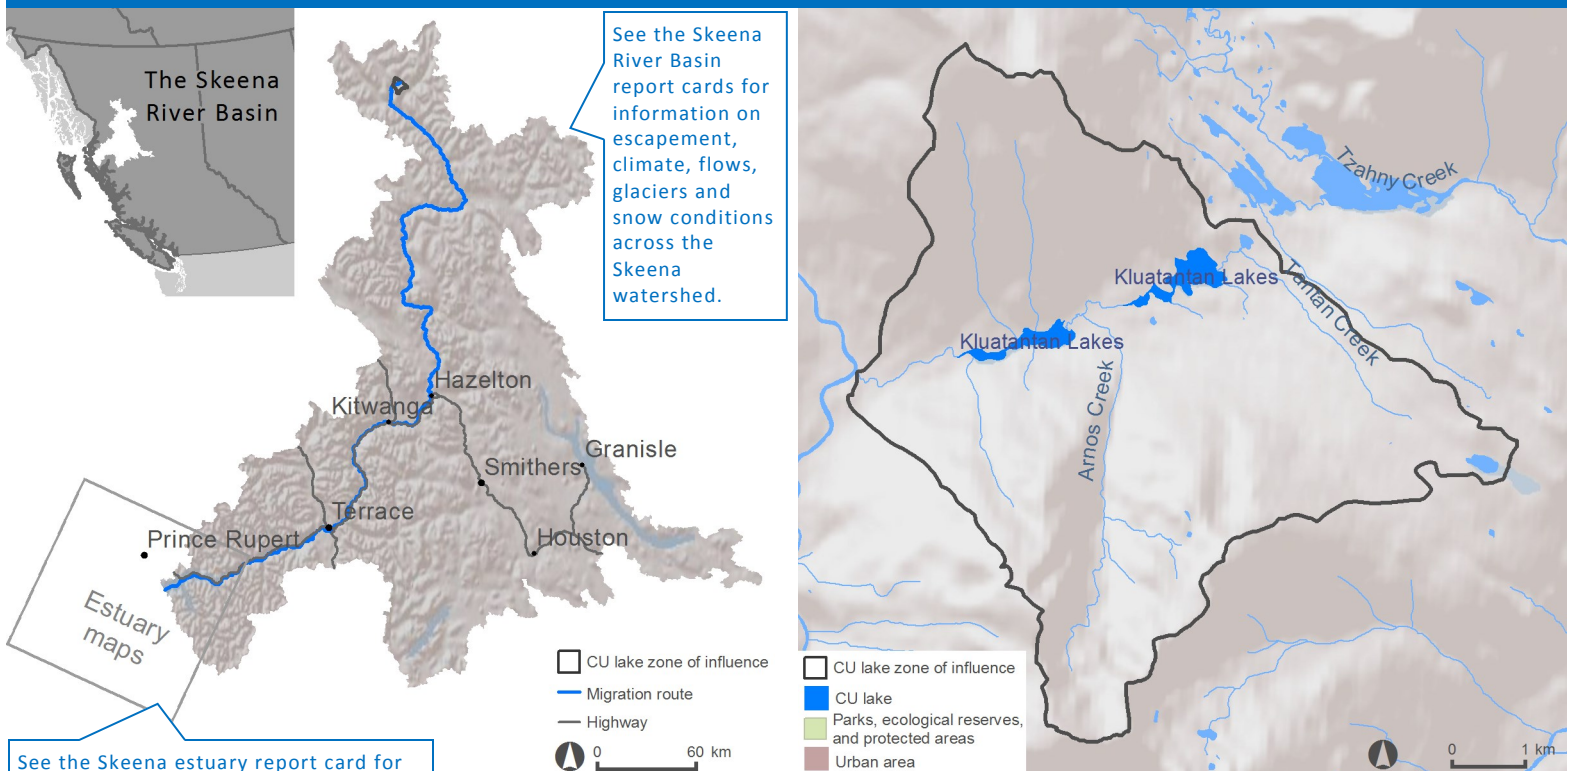 The Skeena
River Basin
See the Skeena
River Basin
report cards for
information on
escapement,
climate, flows,
glaciers and
snow conditions
across the
Skeena
watershed.
Hazelton
Kitwanga
Granisle
Smithers
Terrace
Prince Rupert
Houston
Estuary
maps
CU lake zone of influence
Migration route
Highway
0 60 km
See the Skeena estuary report card for
Tzahny Creek
Kluatantan Lakes
Tantan Creek
Kluatantan Lakes
Arnos Creek
CU lake zone of influence
CU lake
Parks, ecological reserves,
and protected areas
Urban area
0 1 km